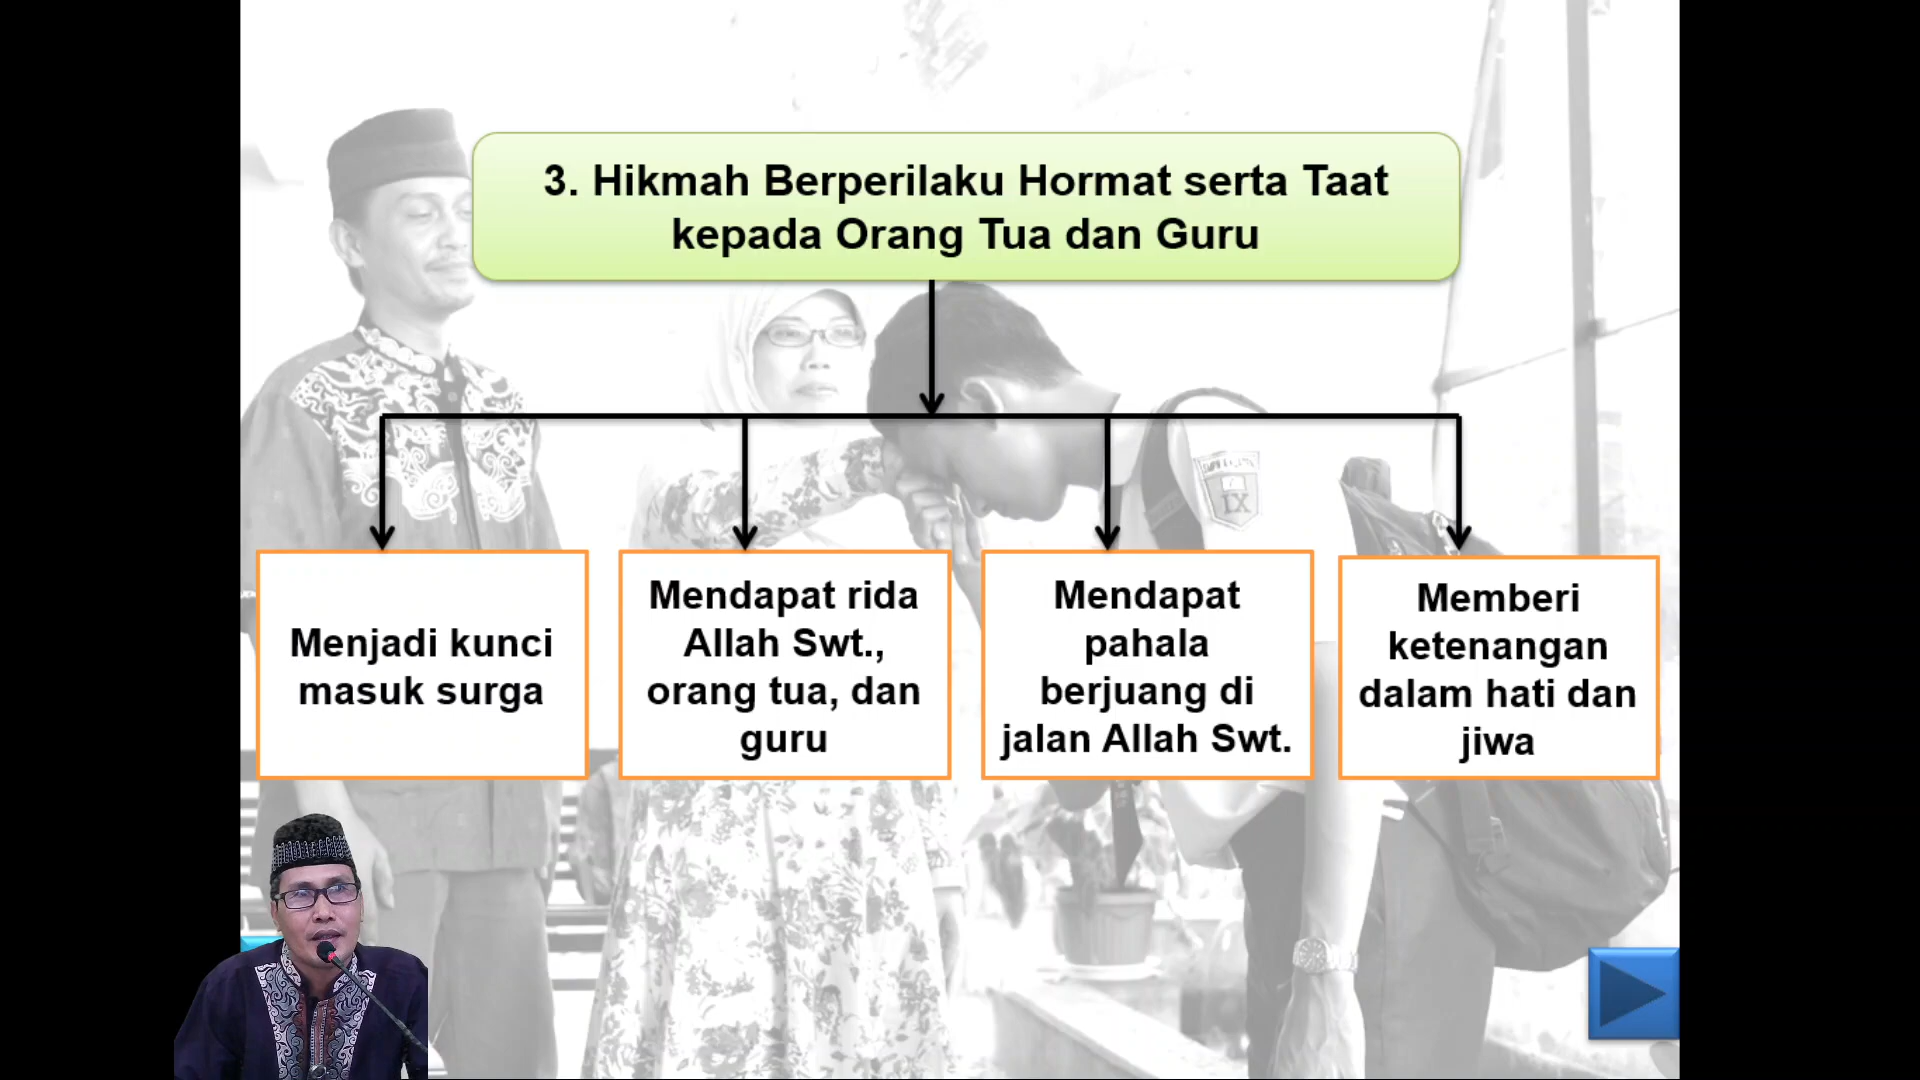 3. Hikmah Berperilaku Hormat serta Taat
kepada Orang Tua dan Guru
Menjadi kunci
masuk surga
Mendapat rida
Allah Swt.,
orang tua, dan
guru
Mendapat
pahala
berjuang di
jalan Allah Swt.
Memberi
ketenangan
dalam hati dan
jiwa
IX